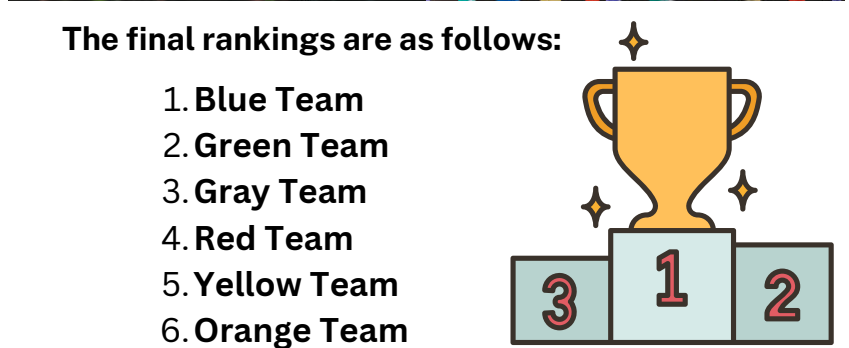 The final rankings are as follows:
1. Blue Team
2. Green Team
3. Gray Team
4. Red Team
5. Yellow Team
6. Orange Team
3 1 2